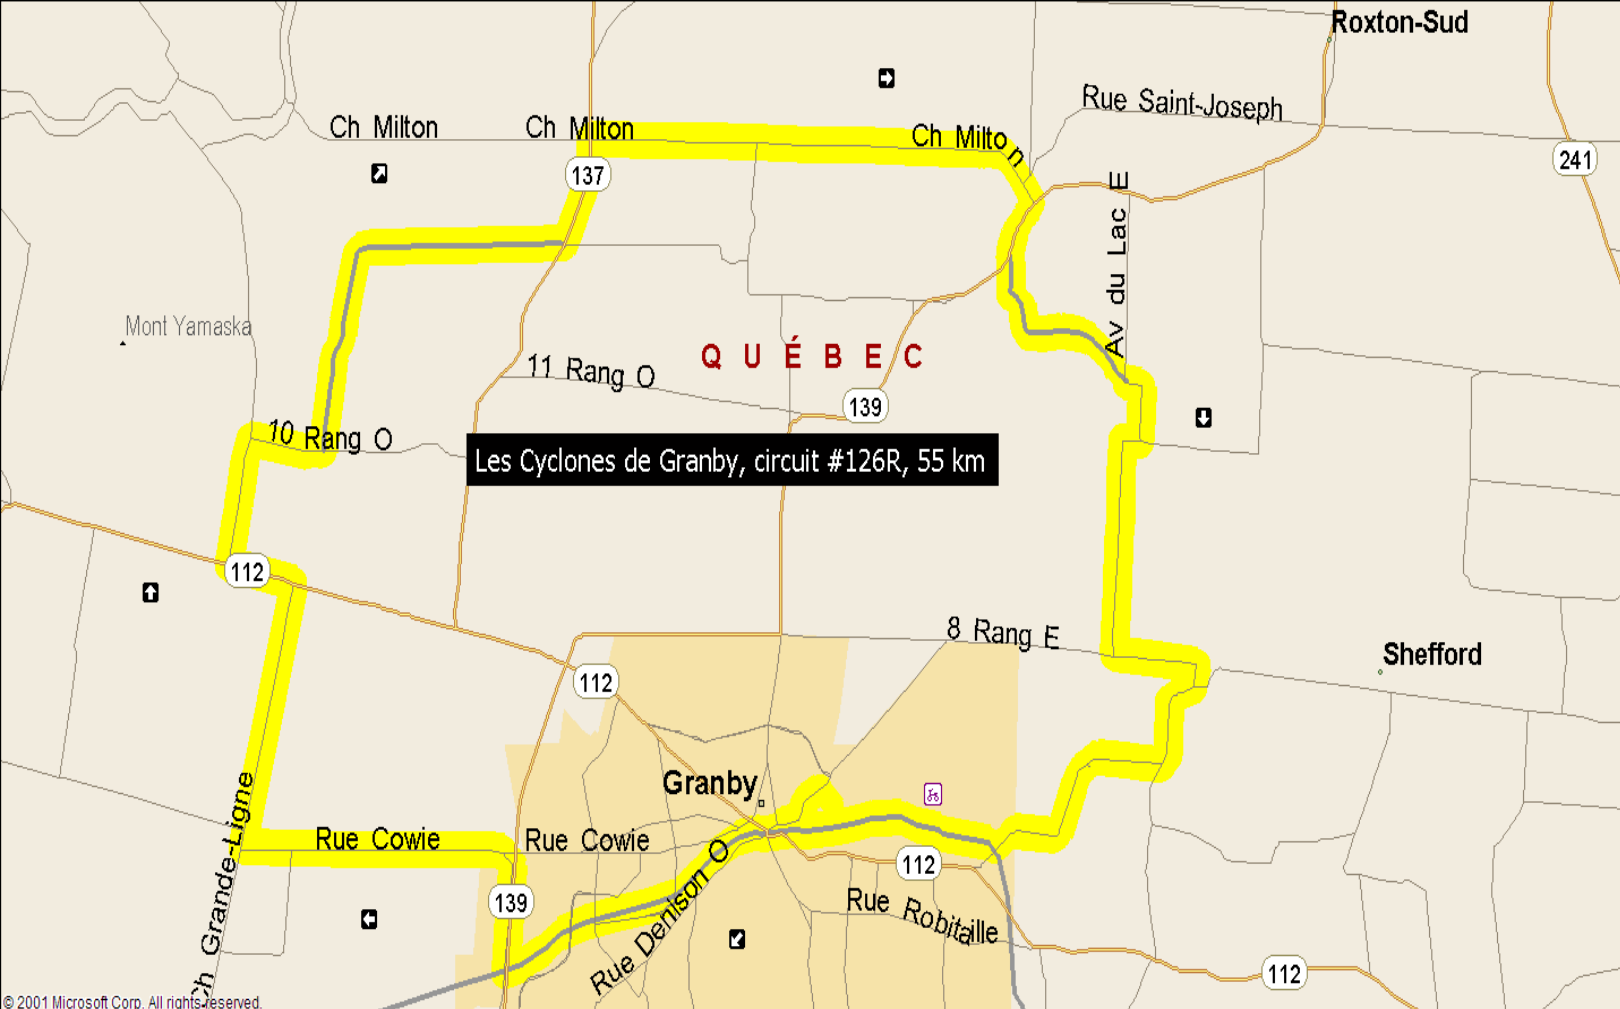 Roxton-Sud
Rue Saint-Joseph
Ch Milton
Ch Milton
Ch Milton
241
137
Av du Lac E
Mont Yamaska
QUÉBEC
11 Rang O
139
10 Rang O
Les Cyclones de Granby, circuit #126R, 55 km
112
8 Rang E
Shefford
112
Granby
Rue Cowie
Rue Cowie
112
Ch Grande-Ligne
139
Rue Denison O
Rue Robitaille
112
© 2001 Microsoft Corp. All rights reserved.